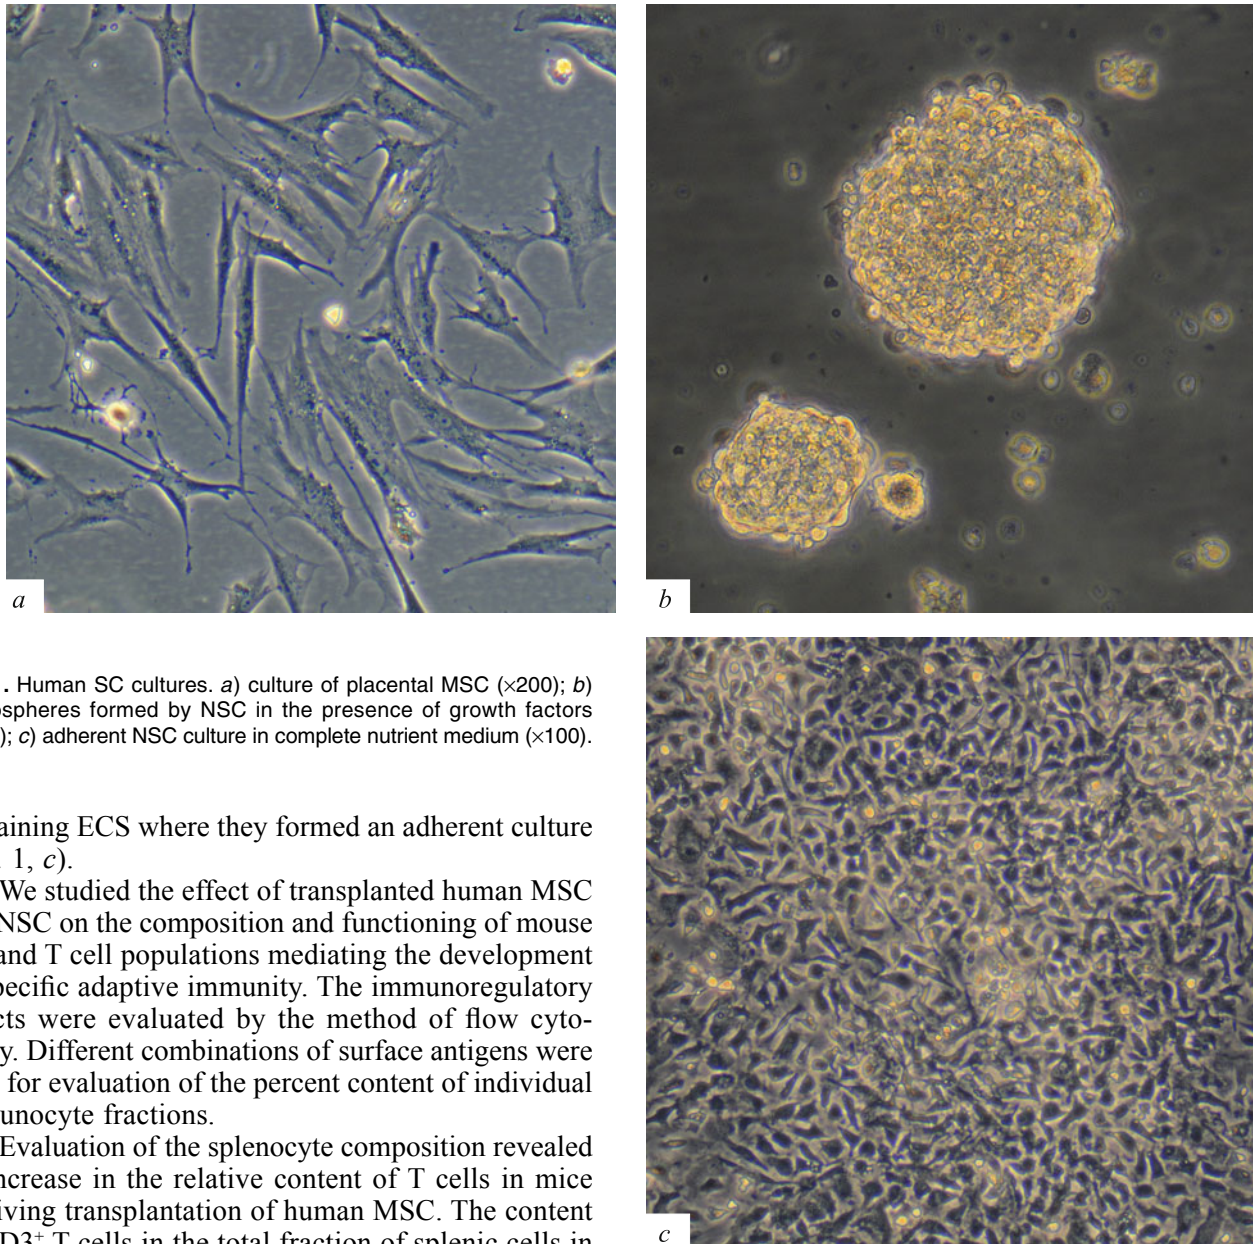 a
b
. Human SC cultures. a) culture of placental MSC (×200); b)
ospheres formed by NSC in the presence of growth factors
); c) adherent NSC culture in complete nutrient medium (×100).
aining ECS where they formed an adherent culture
1, c).
We studied the effect of transplanted human MSC
NSC on the composition and functioning of mouse
and T cell populations mediating the development
pecific adaptive immunity. The immunoregulatory
cts were evaluated by the method of flow cyto-
y. Different combinations of surface antigens were
for evaluation of the percent content of individual
unocyte fractions.
Evaluation of the splenocyte composition revealed
ncrease in the relative content of T cells in mice
iving transplantation of human MSC. The content
D3⁺ T cells in the total fraction of splenic cells in
c